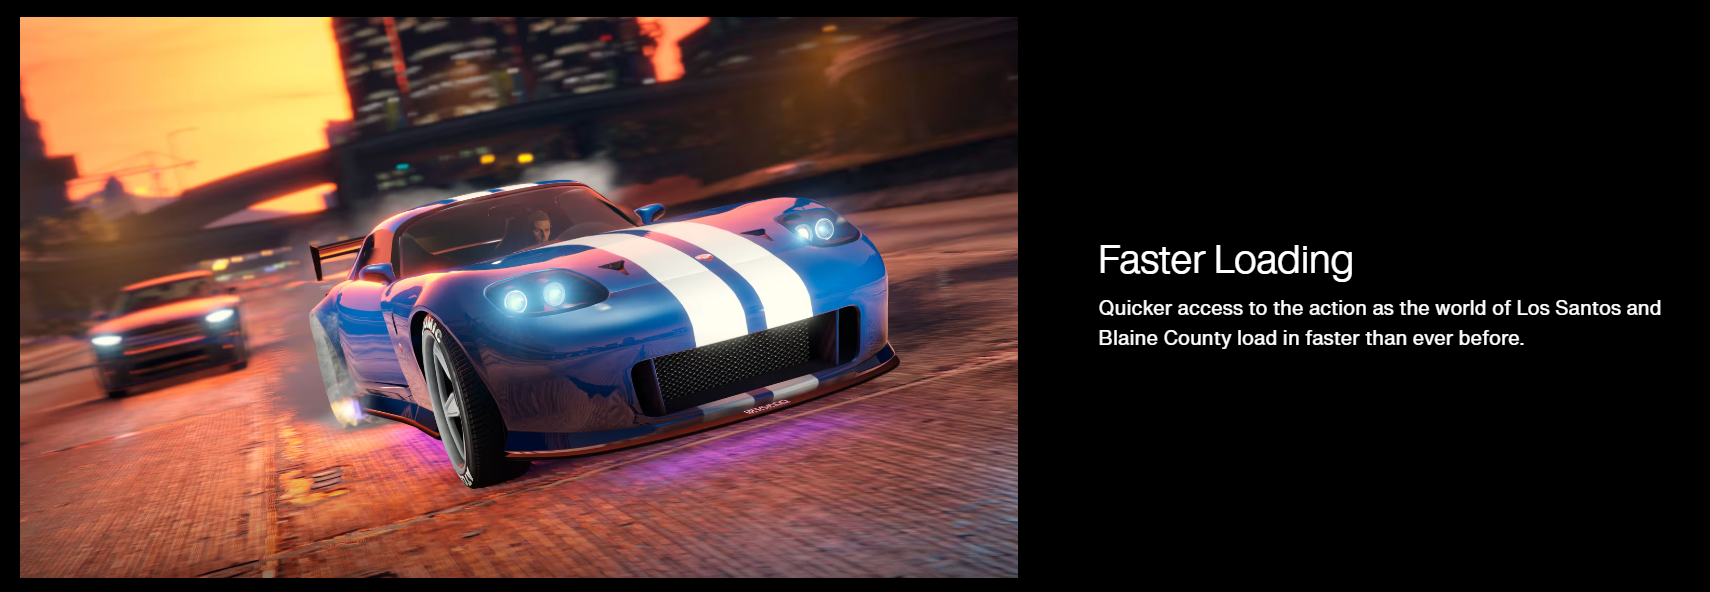 Faster Loading
Quicker access to the action as the world of Los Santos and
Blaine County load in faster than ever before.